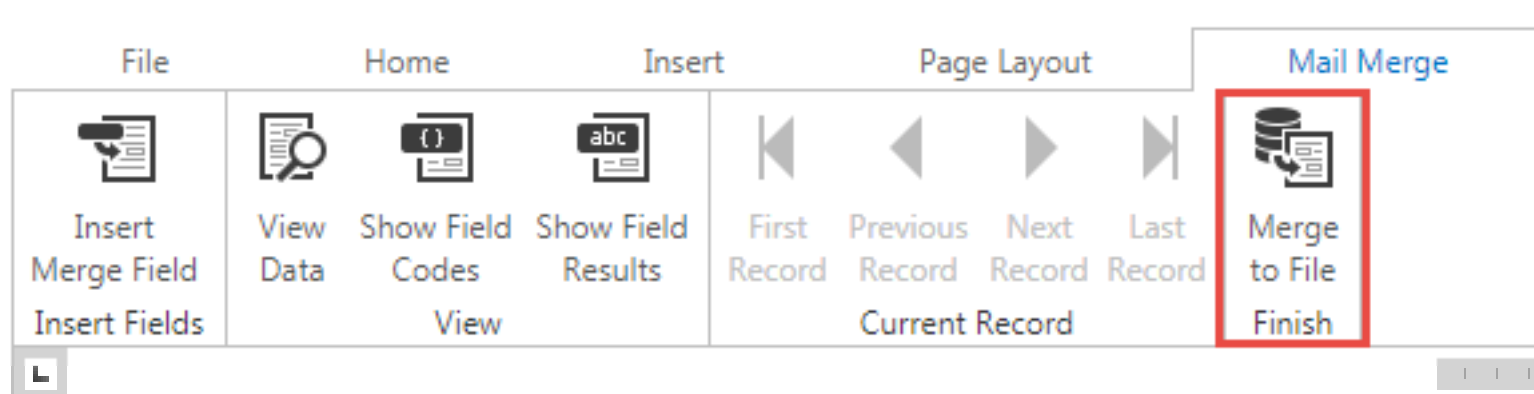 File Home Insert Page Layout Mail Merge
{ } abc
Insert View Show Field Show Field First Previous Next Last Merge
Merge Field Data Codes Results Record Record Record Record to File
Insert Fields View Current Record Finish